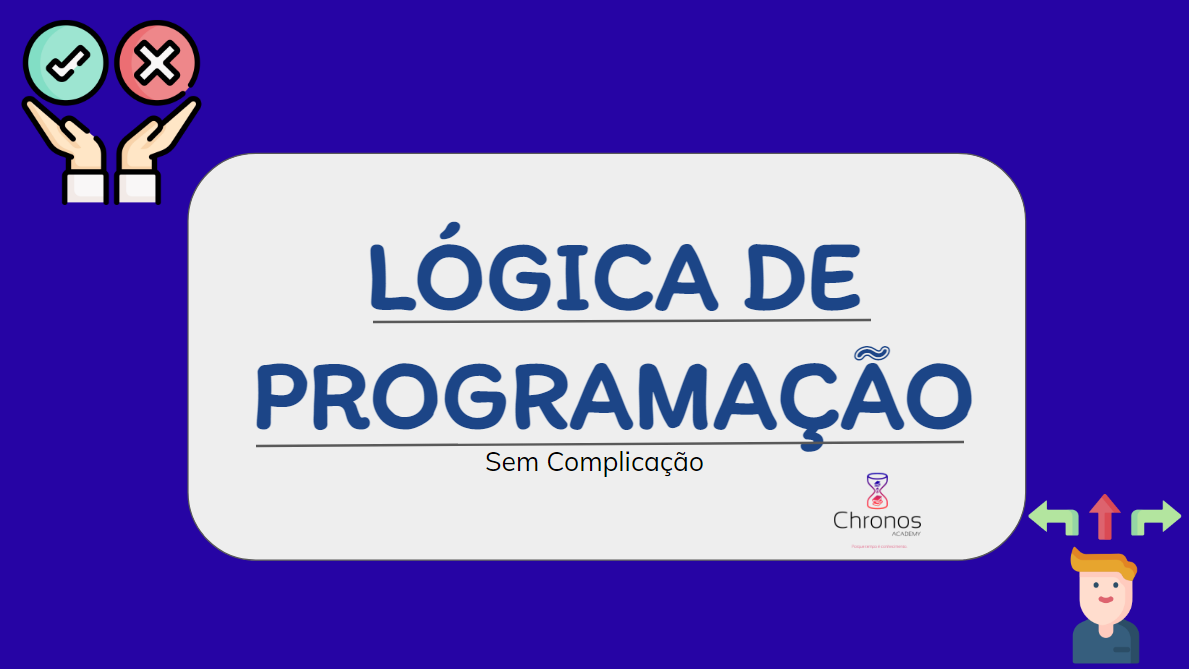 LÓGICA DE
PROGRAMAÇÃO
Sem Complicação
Chronos
ACADEMY